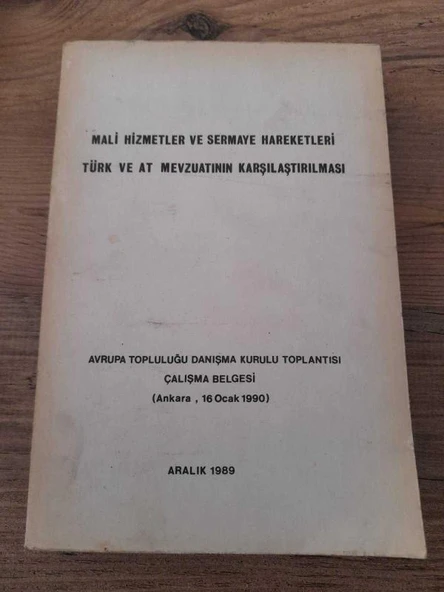 MALİ HİZMETLER VE SERMAYE HAREKETLERİ
TÜRK VE AT MEVZUATININ KARŞILAŞTIRILMASI
AVRUPA TOPLULUĞU DANIŞMA KURULU TOPLANTISI
ÇALIŞMA BELGESİ
(Ankara , 16 Ocak 1990)
ARALIK 1989